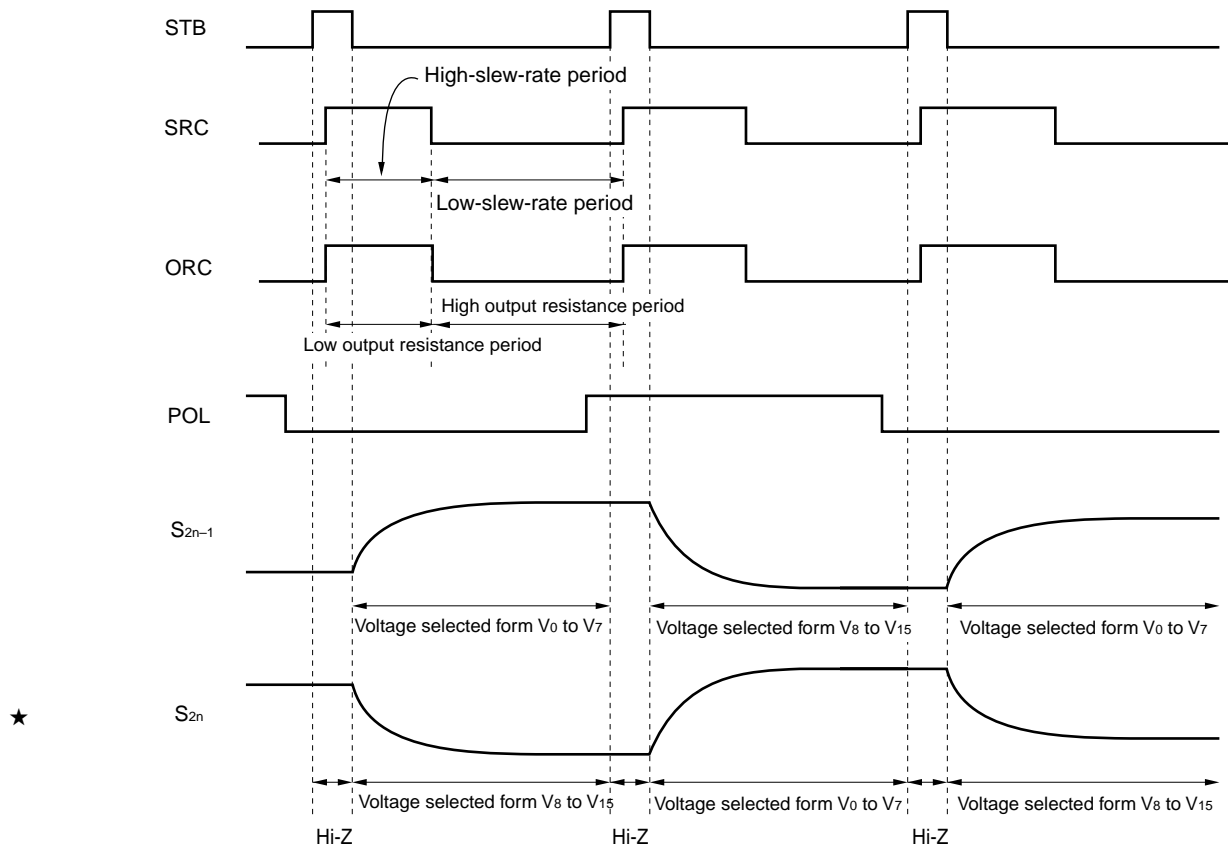 STB
High-slew-rate period
SRC
Low-slew-rate period
ORC
High output resistance period
Low output resistance period
POL
S2n–1
Voltage selected form V0 to V7
Voltage selected form V8 to V15
Voltage selected form V0 to V7
★
S2n
Voltage selected form V8 to V15
Voltage selected form V0 to V7
Voltage selected form V8 to V15
Hi-Z
Hi-Z
Hi-Z